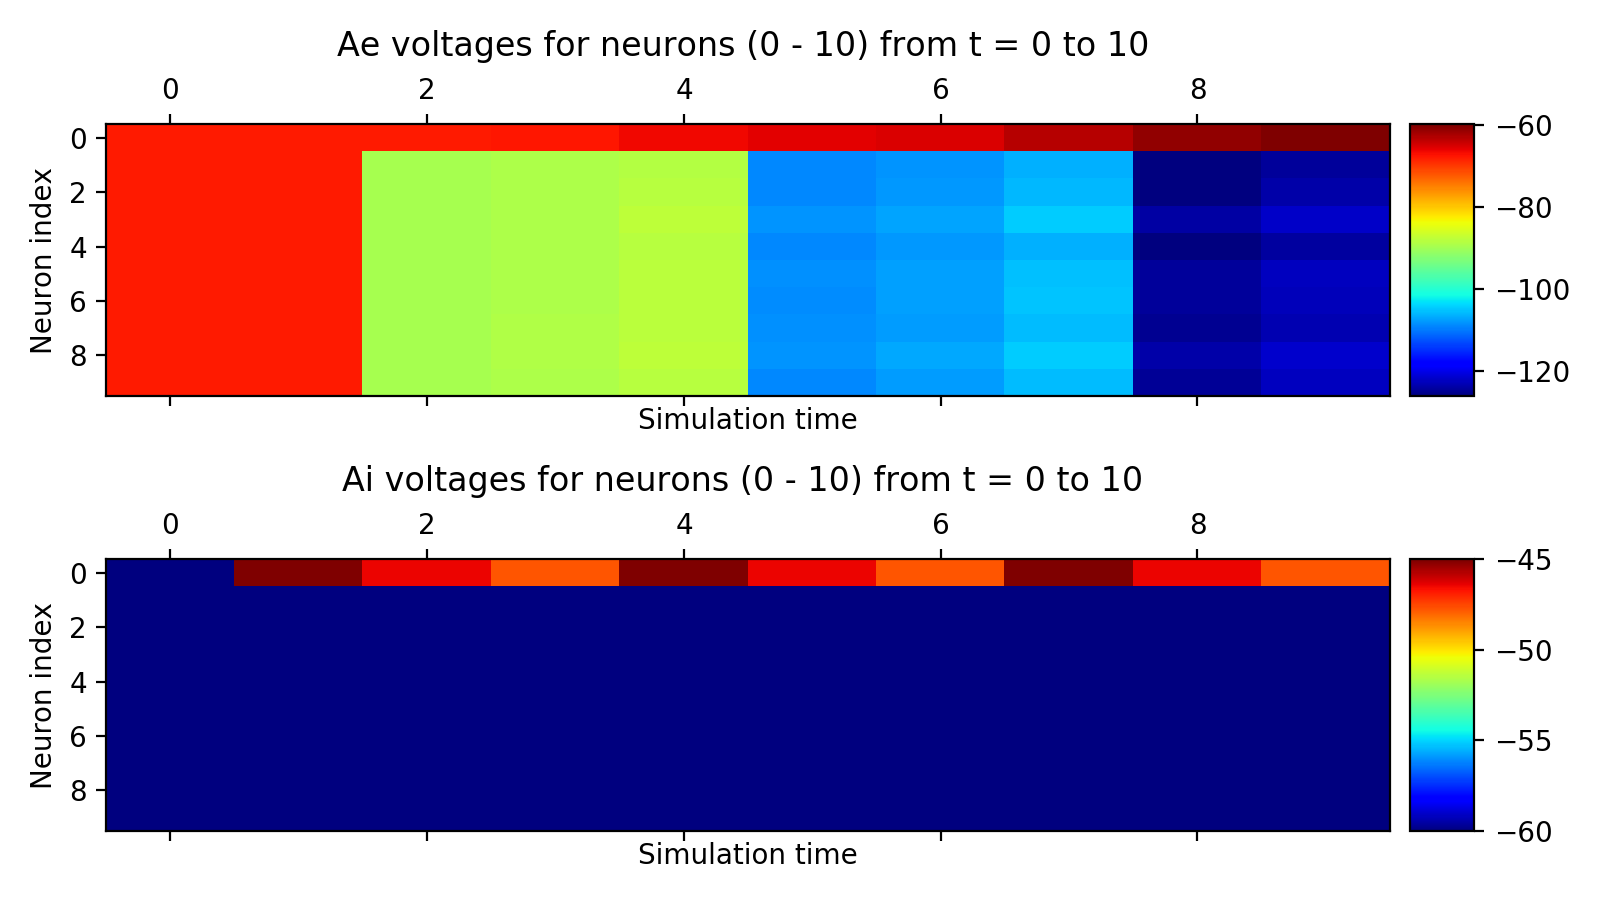 Ae voltages for neurons (0 - 10) from t = 0 to 10
0 2 4 6 8
Neuron index
0
2
4
6
8
−60
−80
−100
−120
Simulation time
Ai voltages for neurons (0 - 10) from t = 0 to 10
0 2 4 6 8
Neuron index
0
2
4
6
8
−45
−50
−55
−60
Simulation time